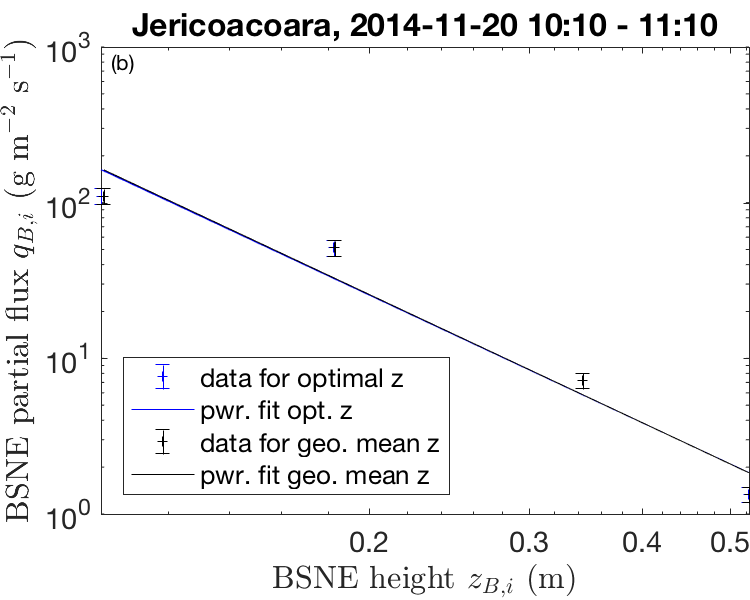 Jericoacoara, 2014-11-20 10:10 - 11:10
(b)
10³
10²
10¹
10⁰
BSNE partial flux q_{B,i} (g m⁻² s⁻¹)
data for optimal z
pwr. fit opt. z
data for geo. mean z
pwr. fit geo. mean z
0.2 0.3 0.4 0.5
BSNE height z_{B,i} (m)